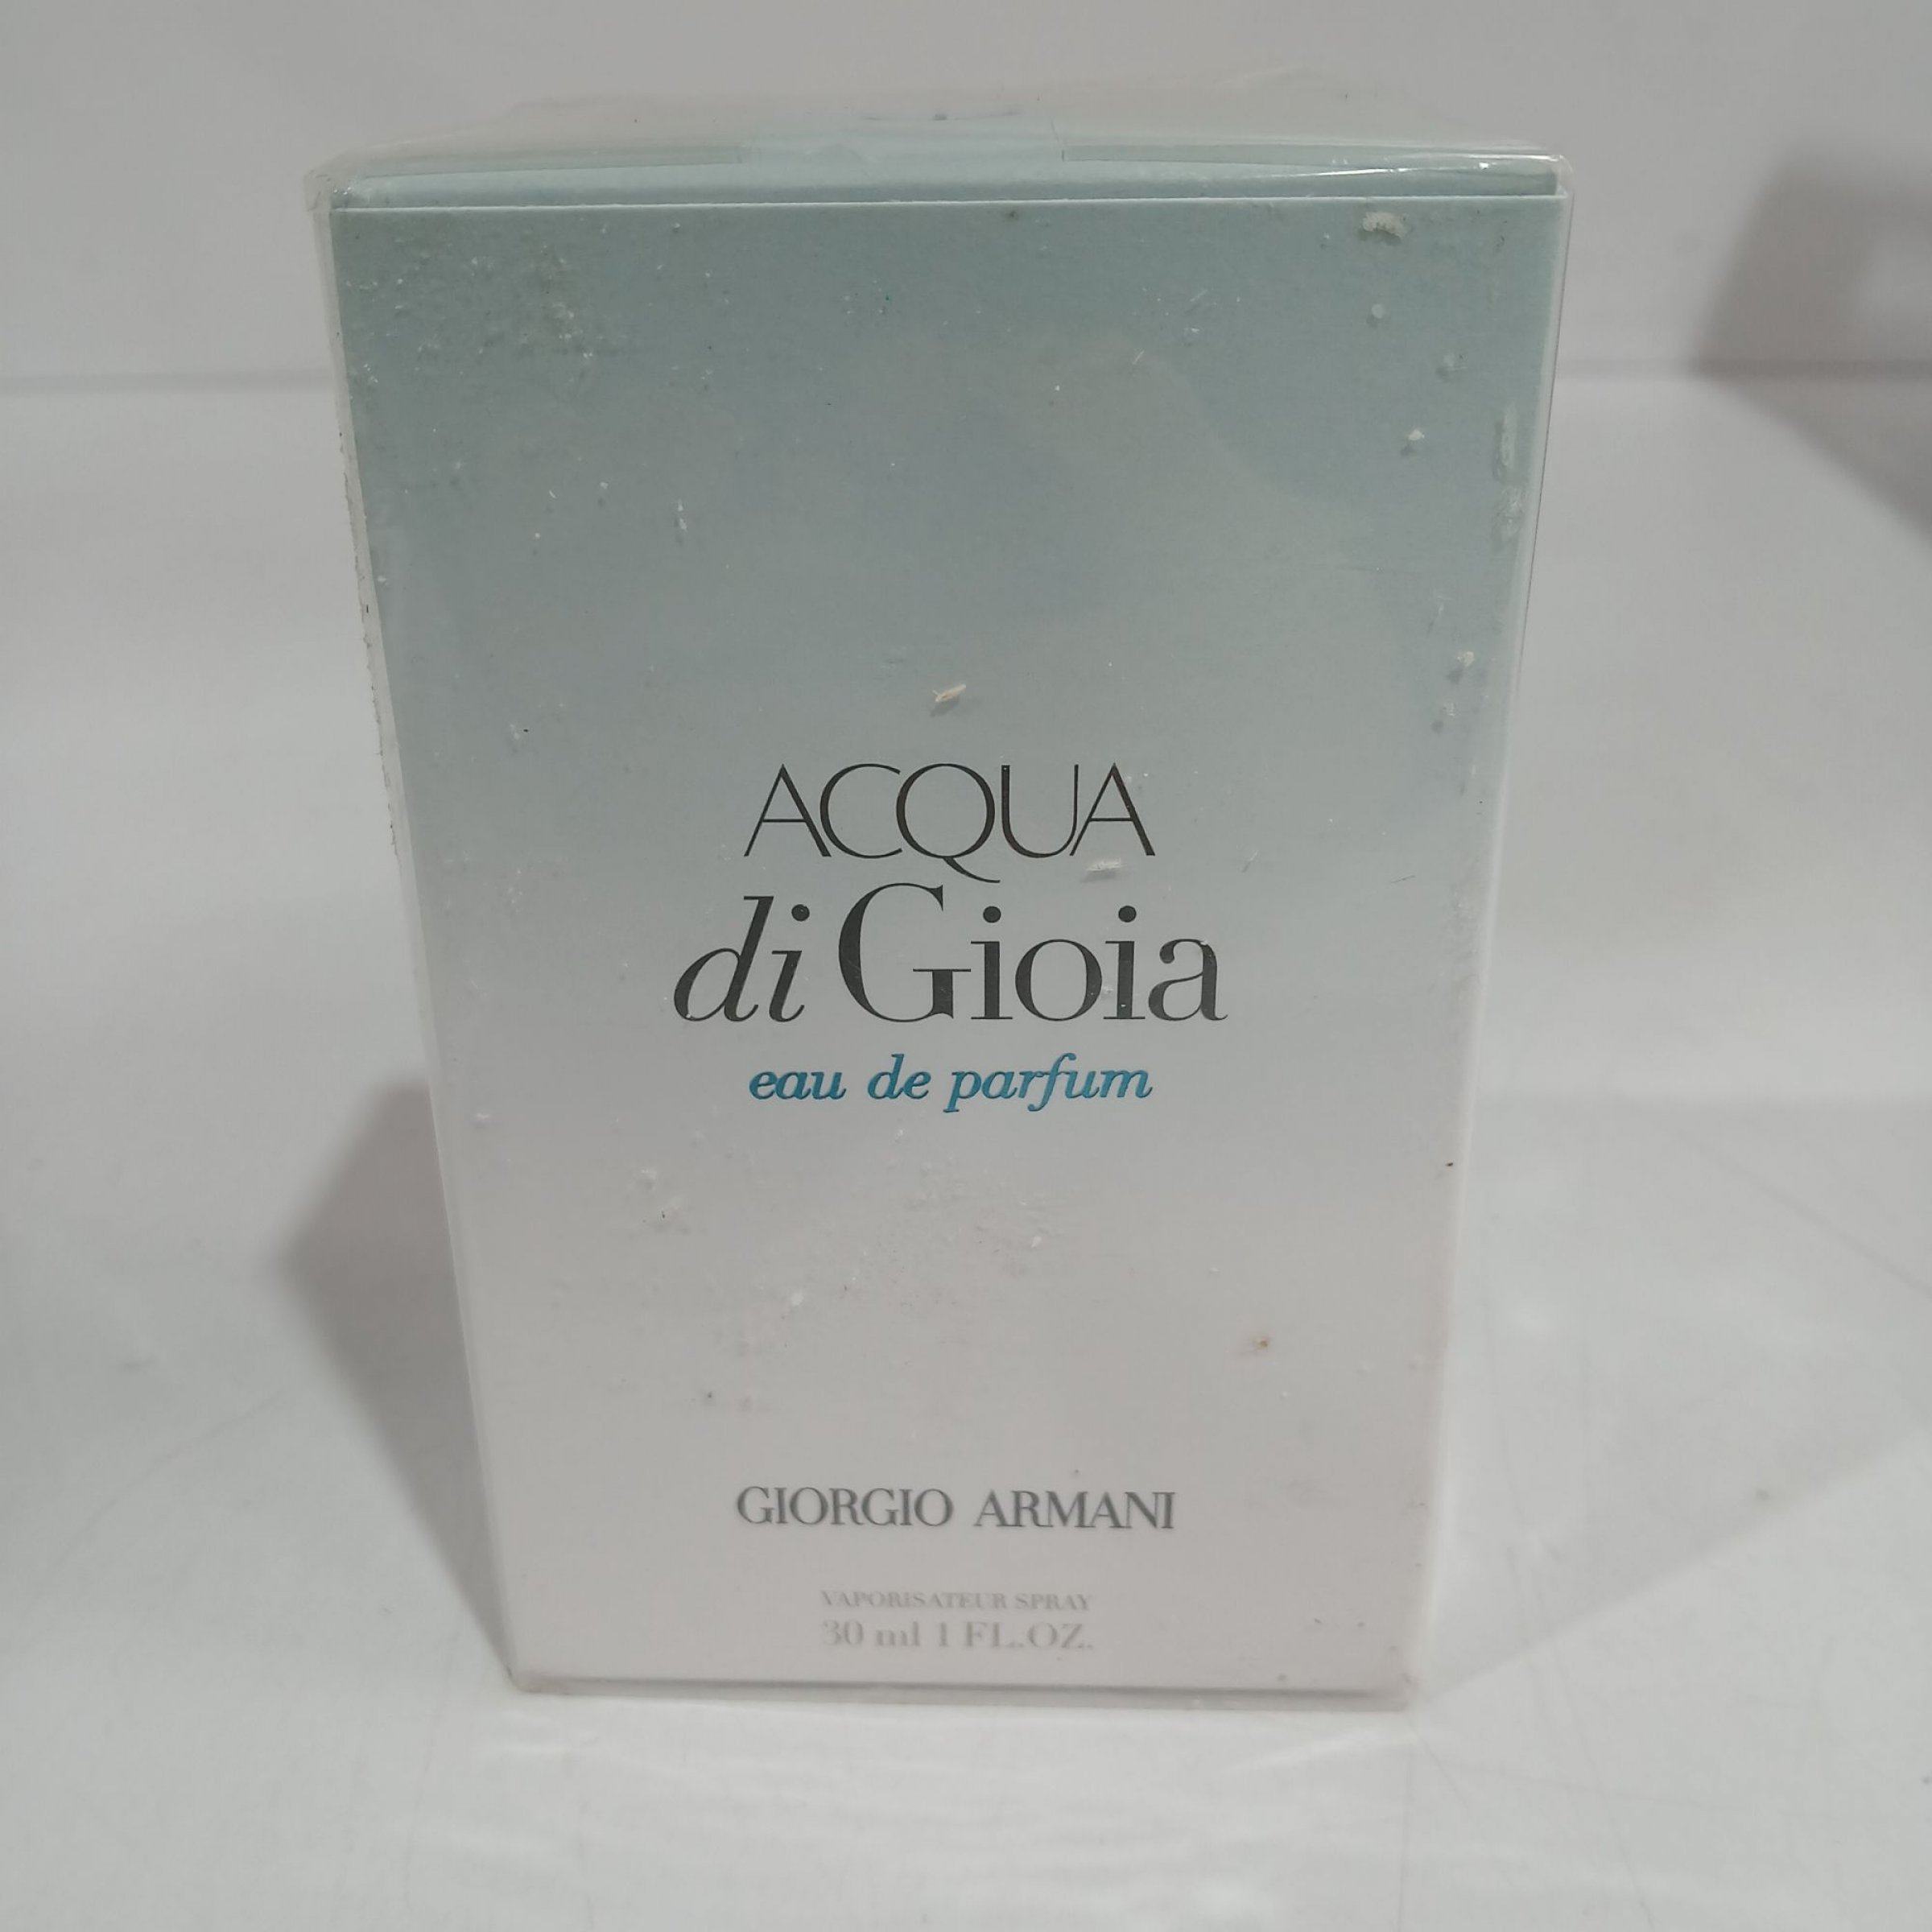 ACQUA
di Gioia
eau de parfum
GIORGIO ARMANI
VAPORISATEUR SPRAY
30 ml 1 FL.OZ.